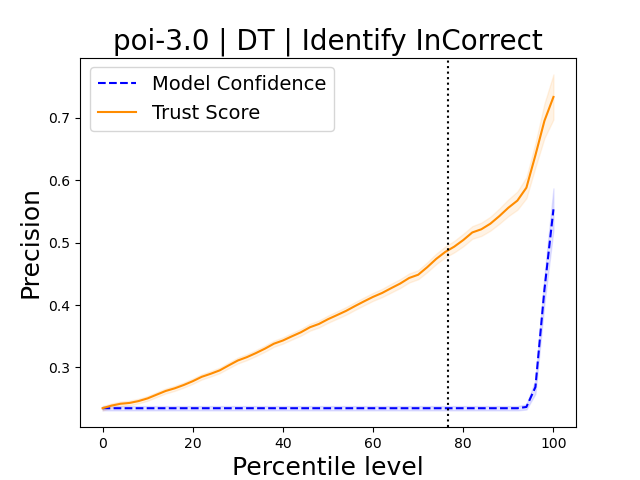 poi-3.0 | DT | Identify InCorrect
Model Confidence
Trust Score
Precision
0.7
0.6
0.5
0.4
0.3
0 20 40 60 80 100
Percentile level